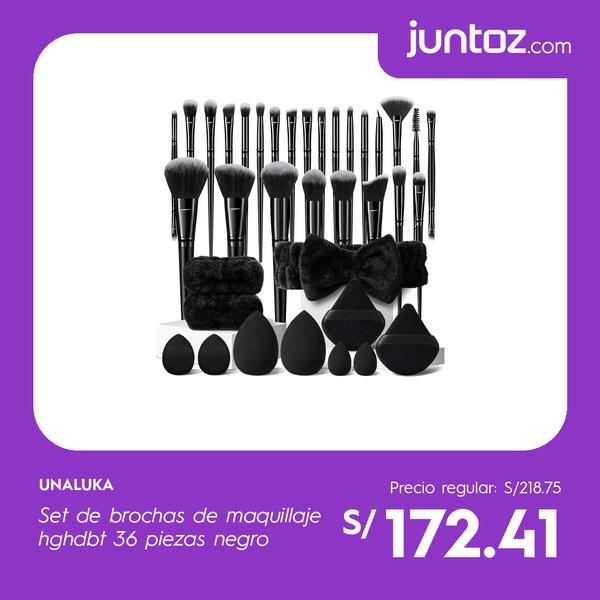 juntoz.com
UNALUKA
Set de brochas de maquillaje
hghdbt 36 piezas negro
Precio regular: S/218.75
S/172.41